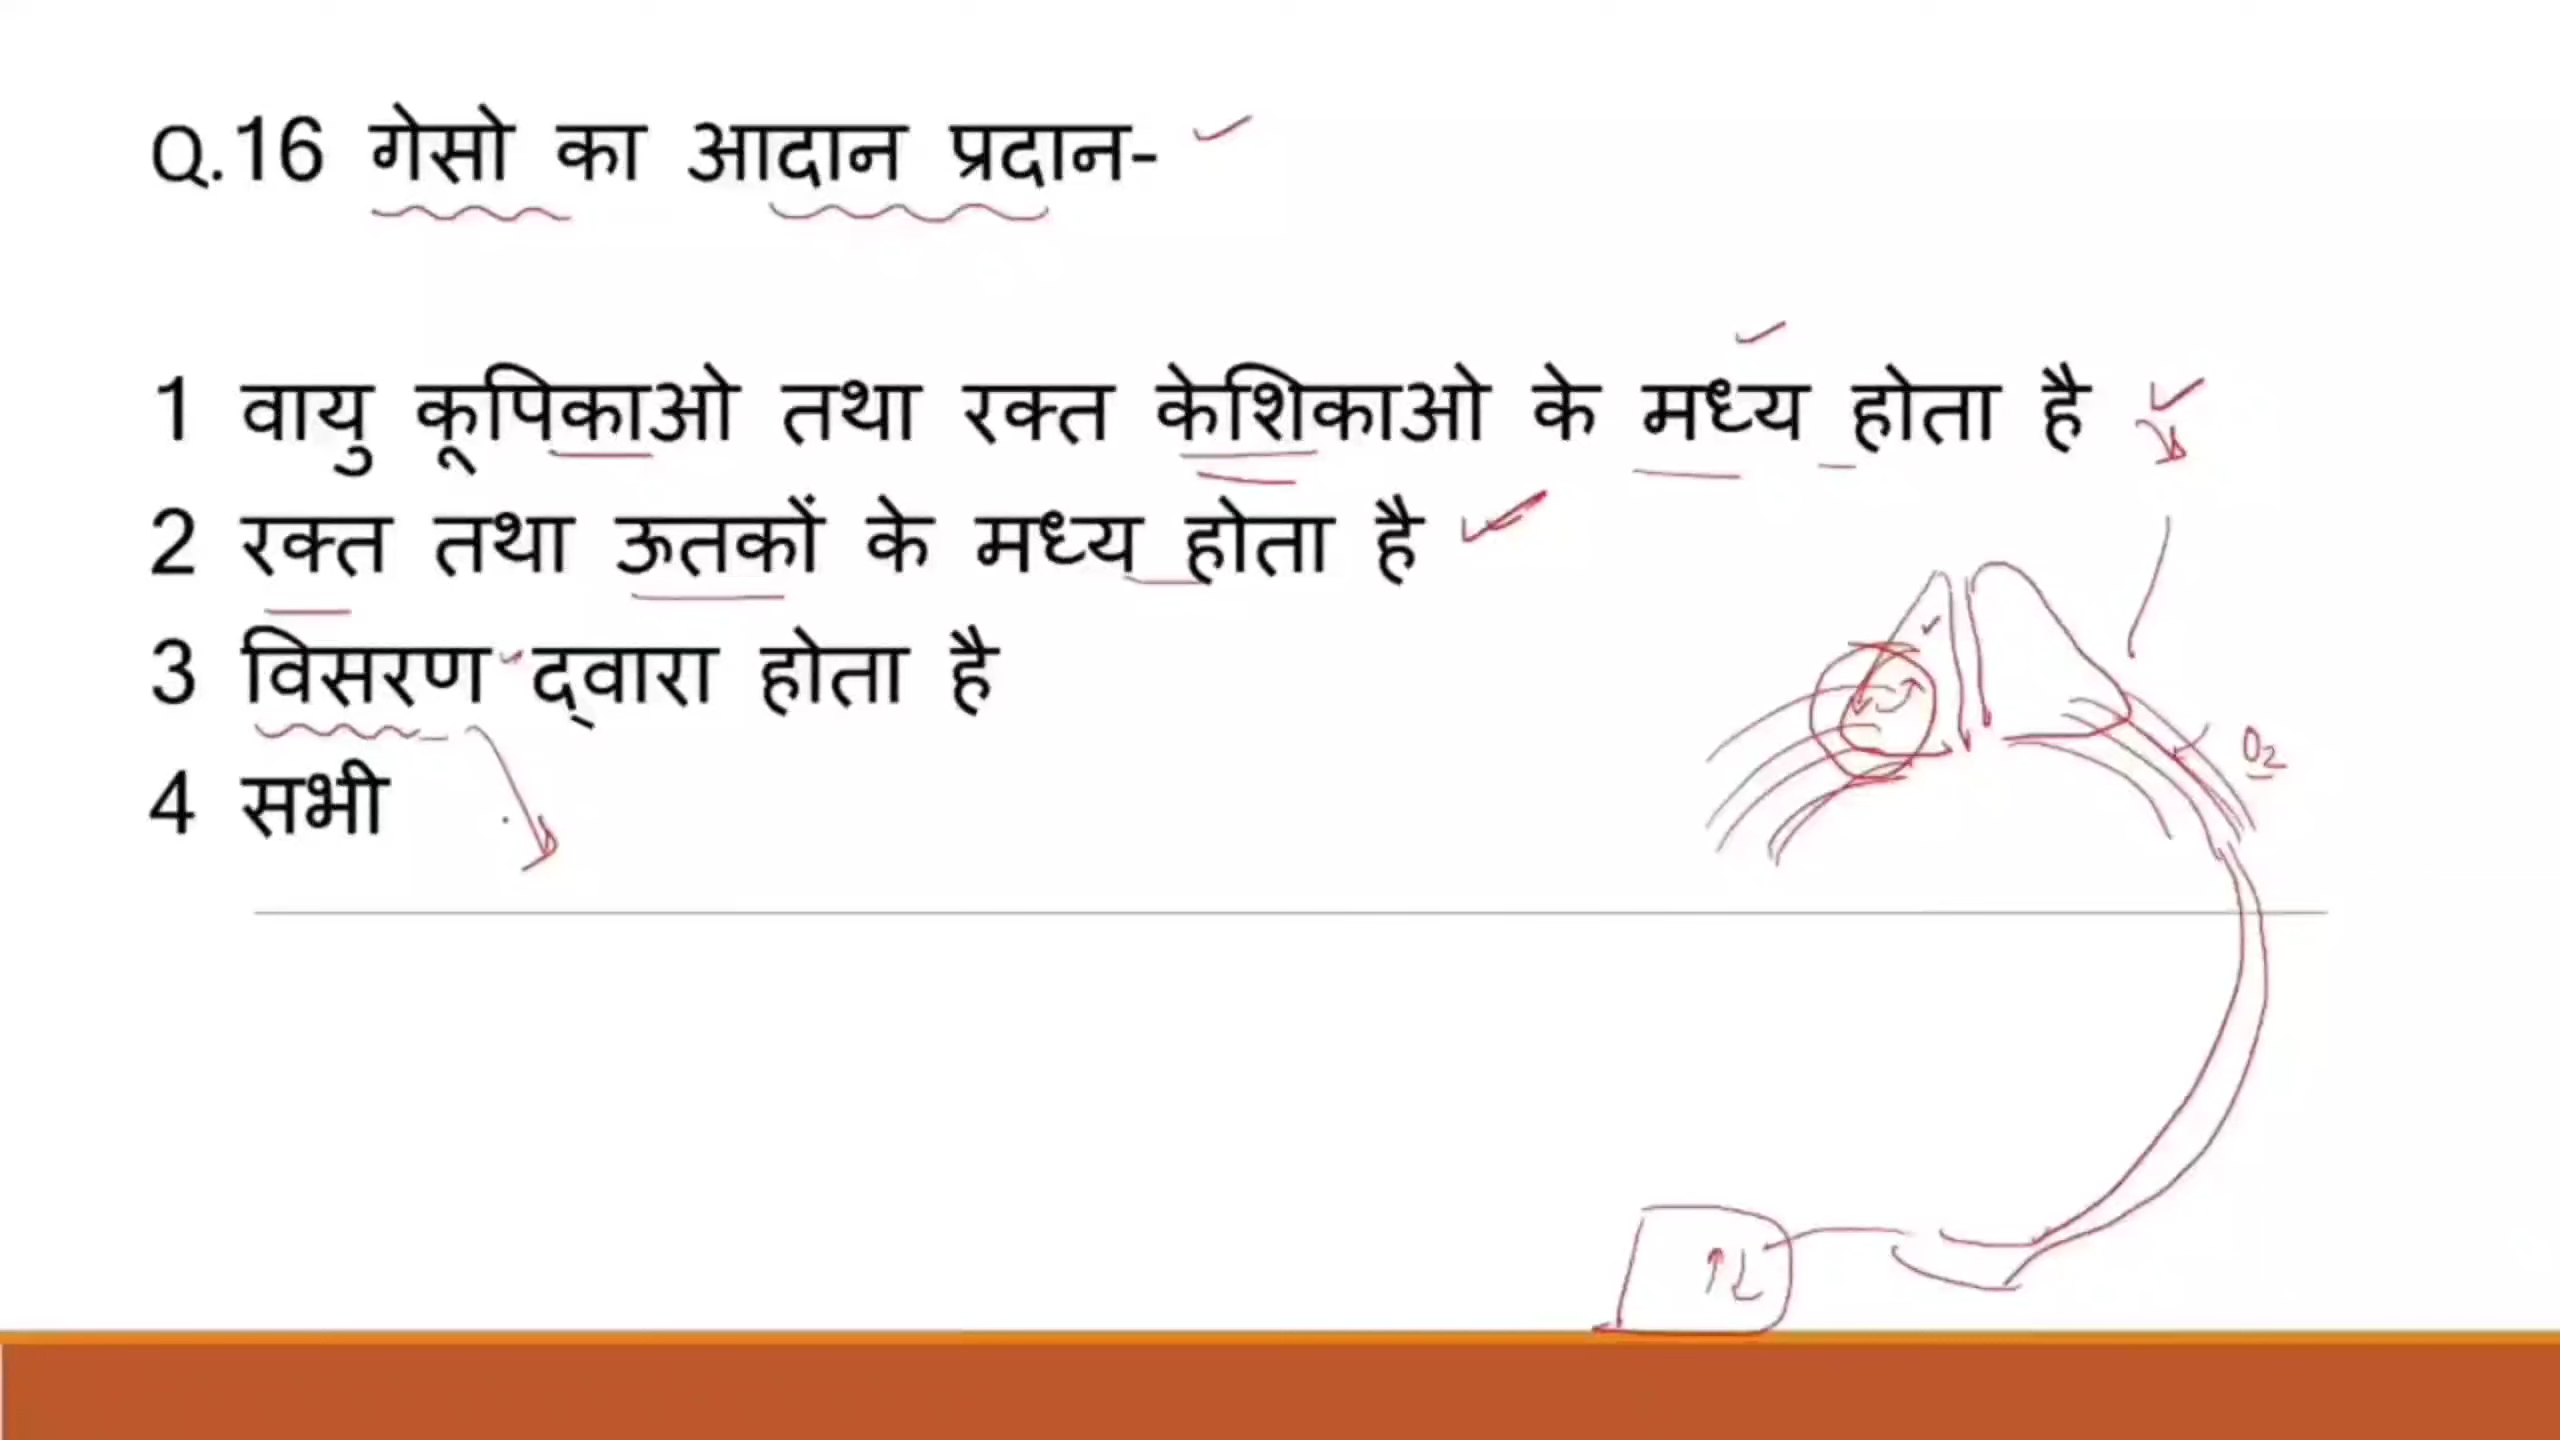 Q.16 गेसो का आदान प्रदान-
1 वायु कूपिकाओ तथा रक्त केशिकाओ के मध्य होता है
2 रक्त तथा ऊतकों के मध्य होता है
3 विसरण द्वारा होता है
4 सभी
O2